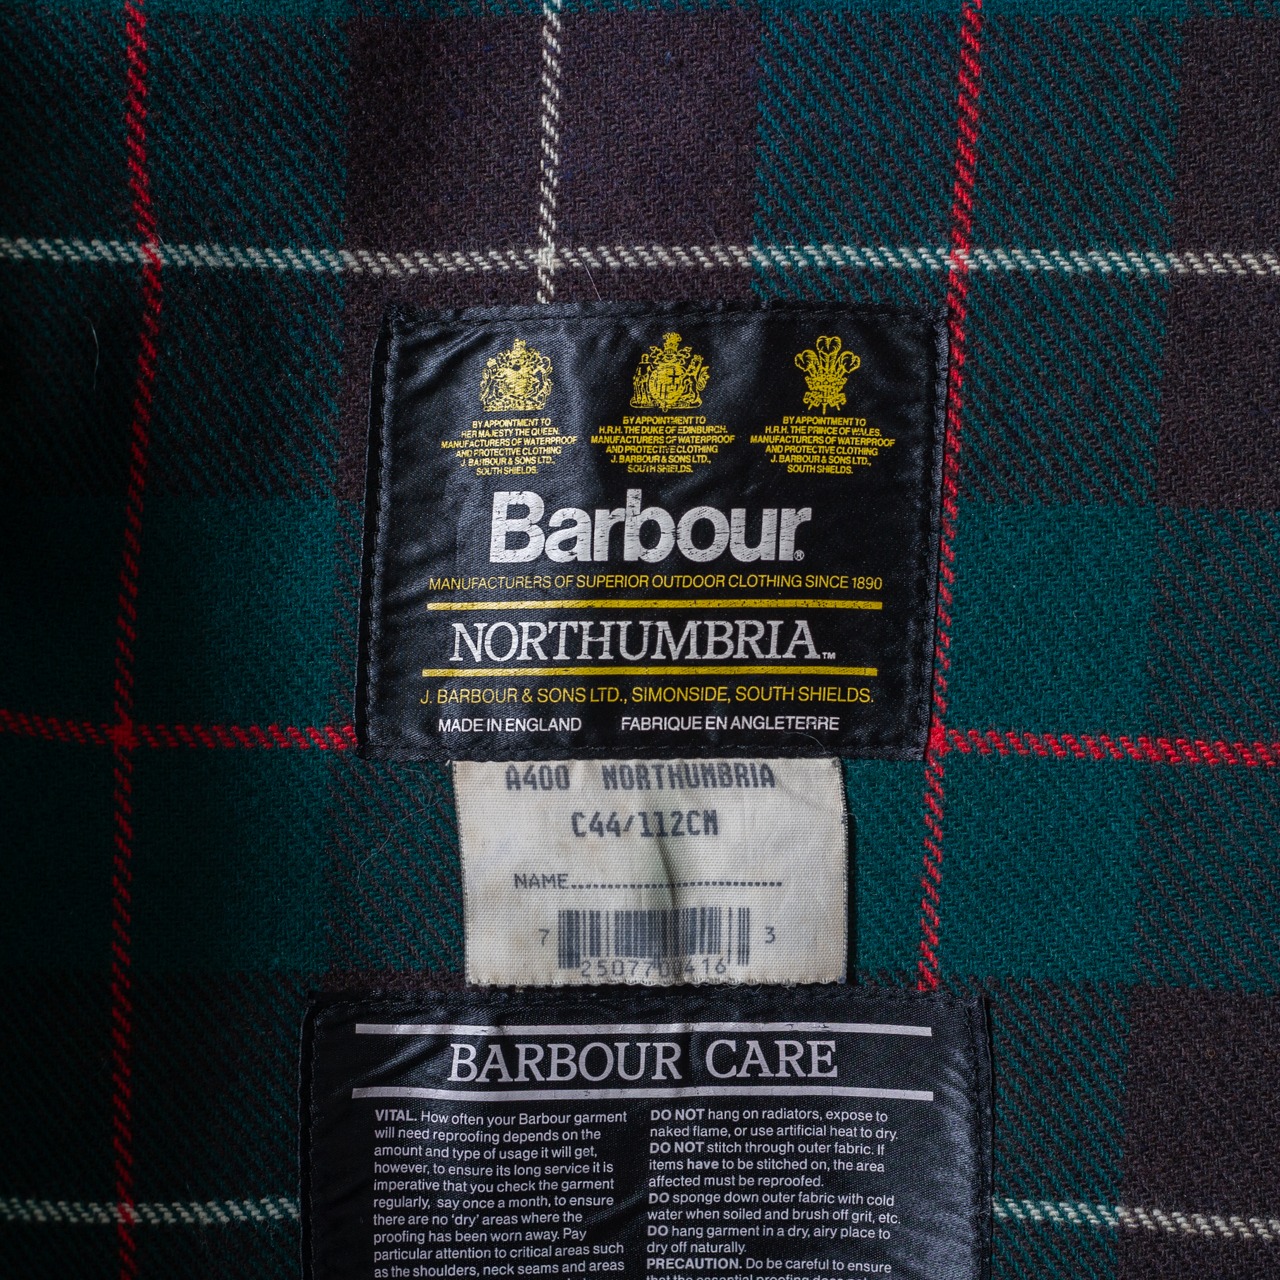 BY APPOINTMENT TO
HER MAJESTY THE QUEEN.
MANUFACTURERS OF WATERPROOF
AND PROTECTIVE CLOTHING
J. BARBOUR & SONS LTD.,
SOUTH SHIELDS.
BY APPOINTMENT TO
H.R.H. THE DUKE OF EDINBURGH.
MANUFACTURERS OF WATERPROOF
AND PROTECTIVE CLOTHING
J. BARBOUR & SONS LTD.,
SOUTH SHIELDS.
BY APPOINTMENT TO
H.R.H. THE PRINCE OF WALES.
MANUFACTURERS OF WATERPROOF
AND PROTECTIVE CLOTHING
J. BARBOUR & SONS LTD.,
SOUTH SHIELDS.
Barbour®
MANUFACTURERS OF SUPERIOR OUTDOOR CLOTHING SINCE 1890
NORTHUMBRIA™
J. BARBOUR & SONS LTD., SIMONSIDE, SOUTH SHIELDS.
MADE IN ENGLAND FABRIQUE EN ANGLETERRE
A400 NORTHUMBRIA
C44/112CM
NAME..............................
7 3
BARBOUR CARE
VITAL. How often your Barbour garment
will need reproofing depends on the
amount and type of usage it will get,
however, to ensure its long service it is
imperative that you check the garment
regularly, say once a month, to ensure
there are no 'dry' areas where the
proofing has been worn away. Pay
particular attention to critical areas such
as the shoulders, neck seams and areas
DO NOT hang on radiators, expose to
naked flame, or use artificial heat to dry.
DO NOT stitch through outer fabric. If
items have to be stitched on, the area
affected must be reproofed.
DO sponge down outer fabric with cold
water when soiled and brush off grit, etc.
DO hang garment in a dry, airy place to
dry off naturally.
PRECAUTION. Do be careful to ensure